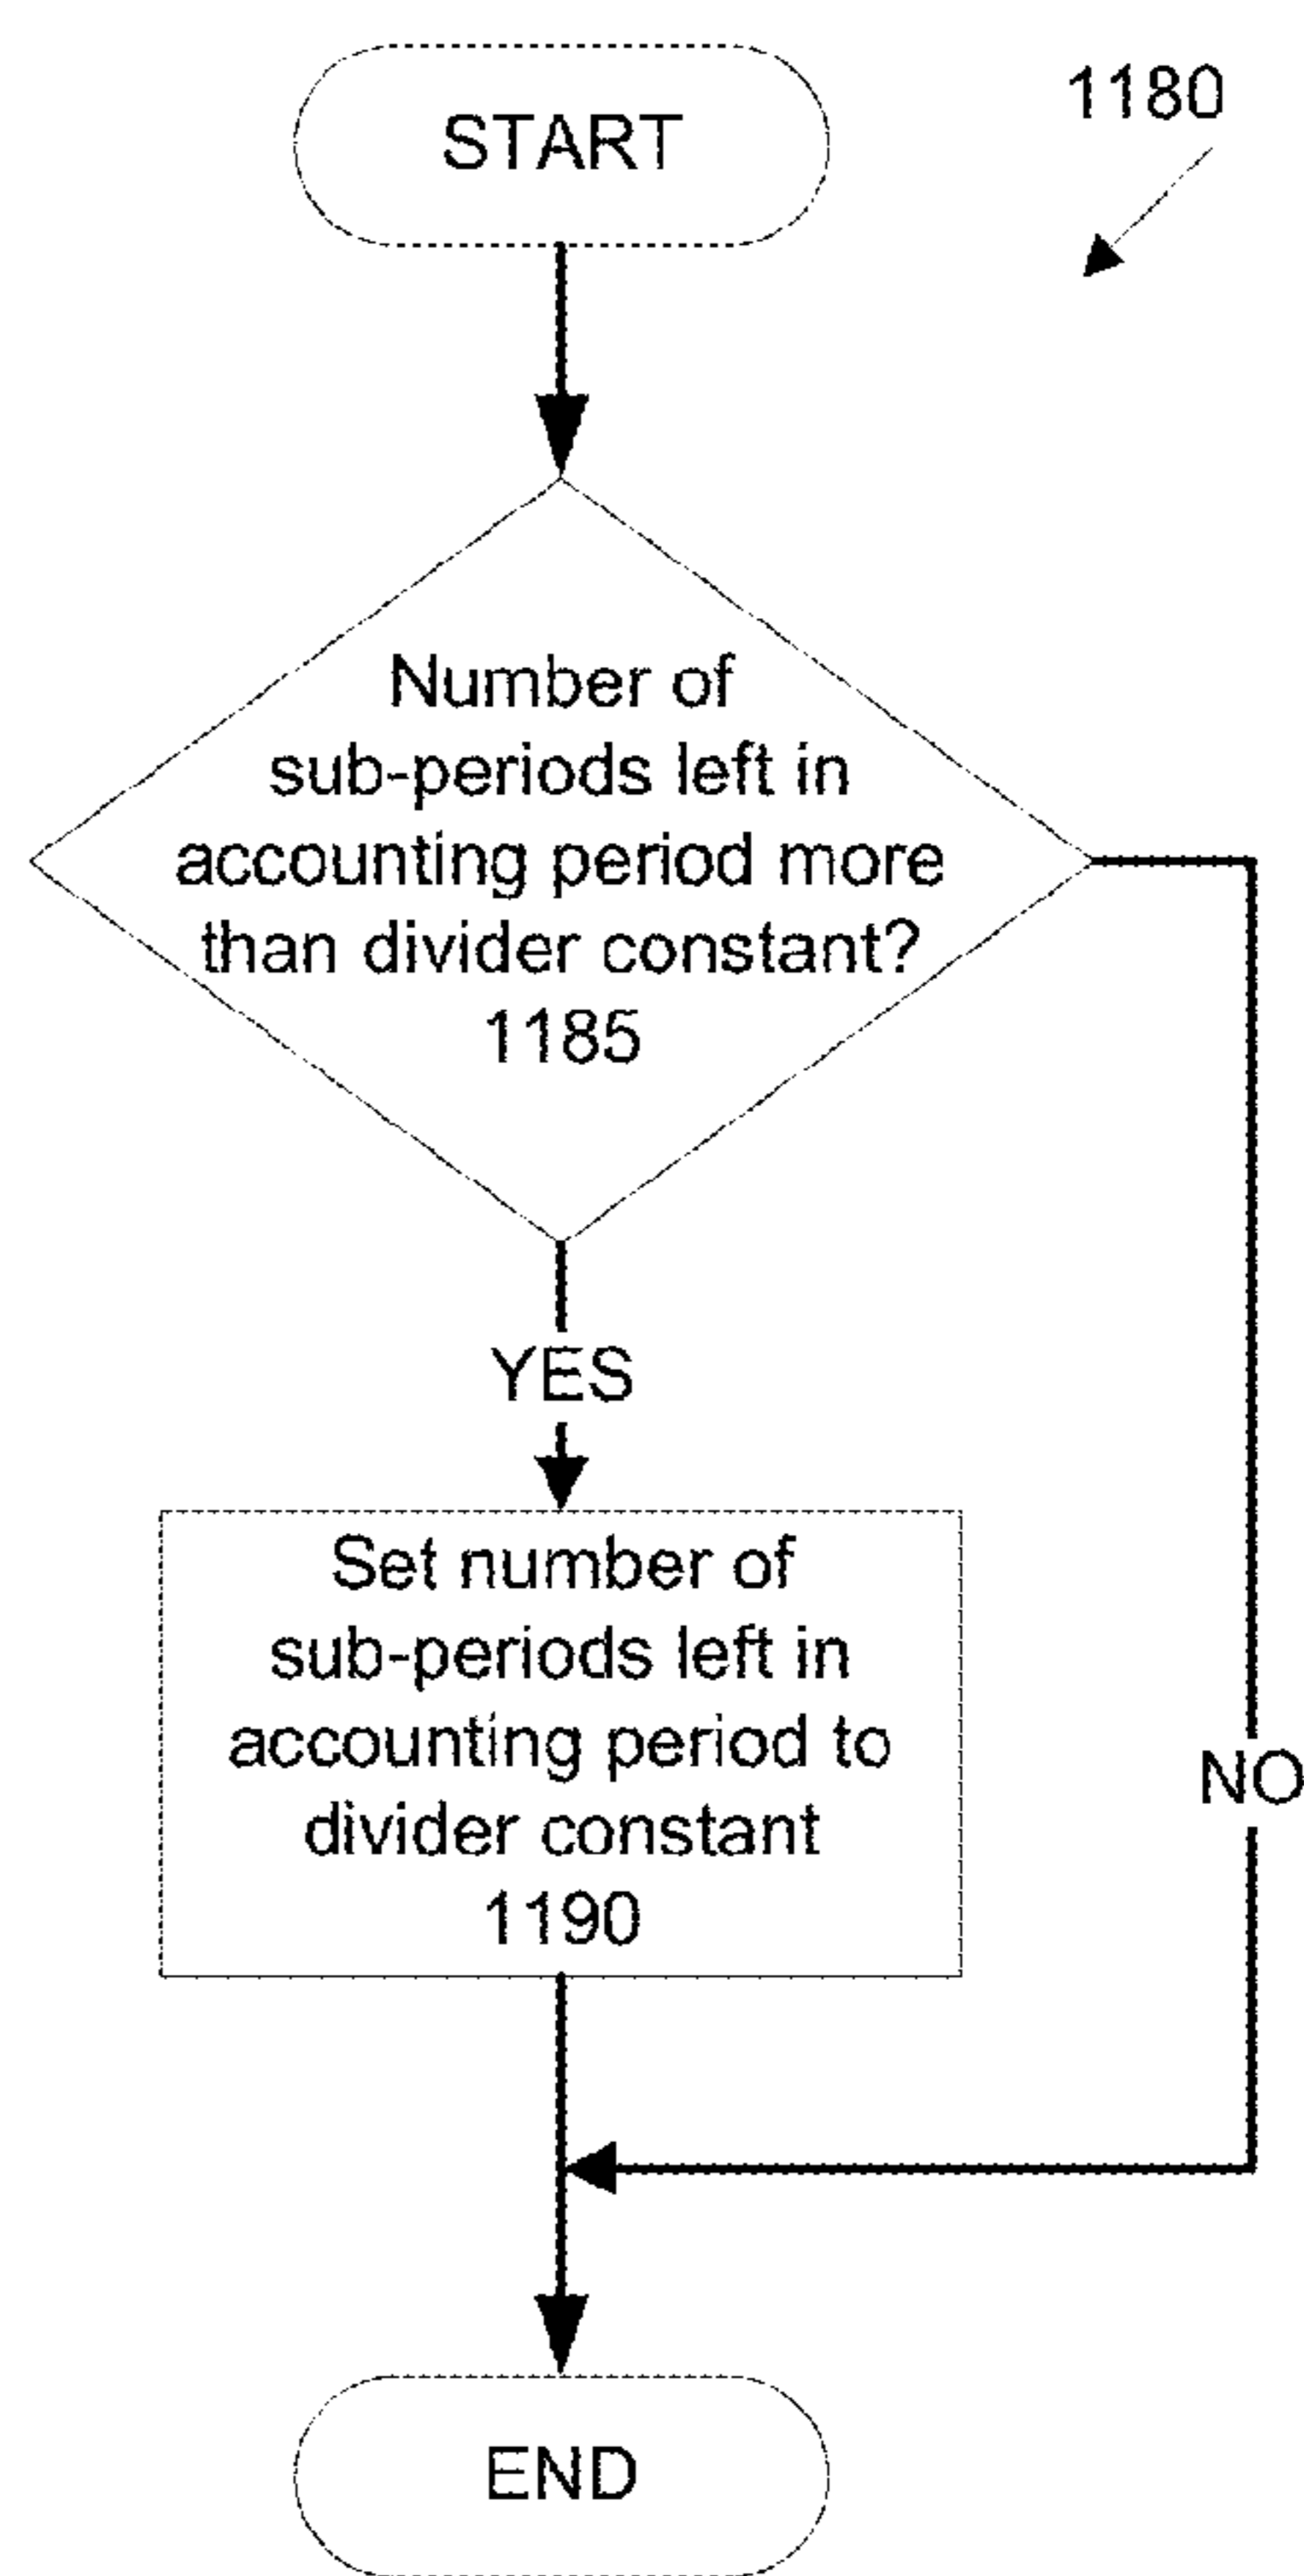 START
1180
Number of
sub-periods left in
accounting period more
than divider constant?
1185
YES
Set number of
sub-periods left in
accounting period to
divider constant
1190
NO
END